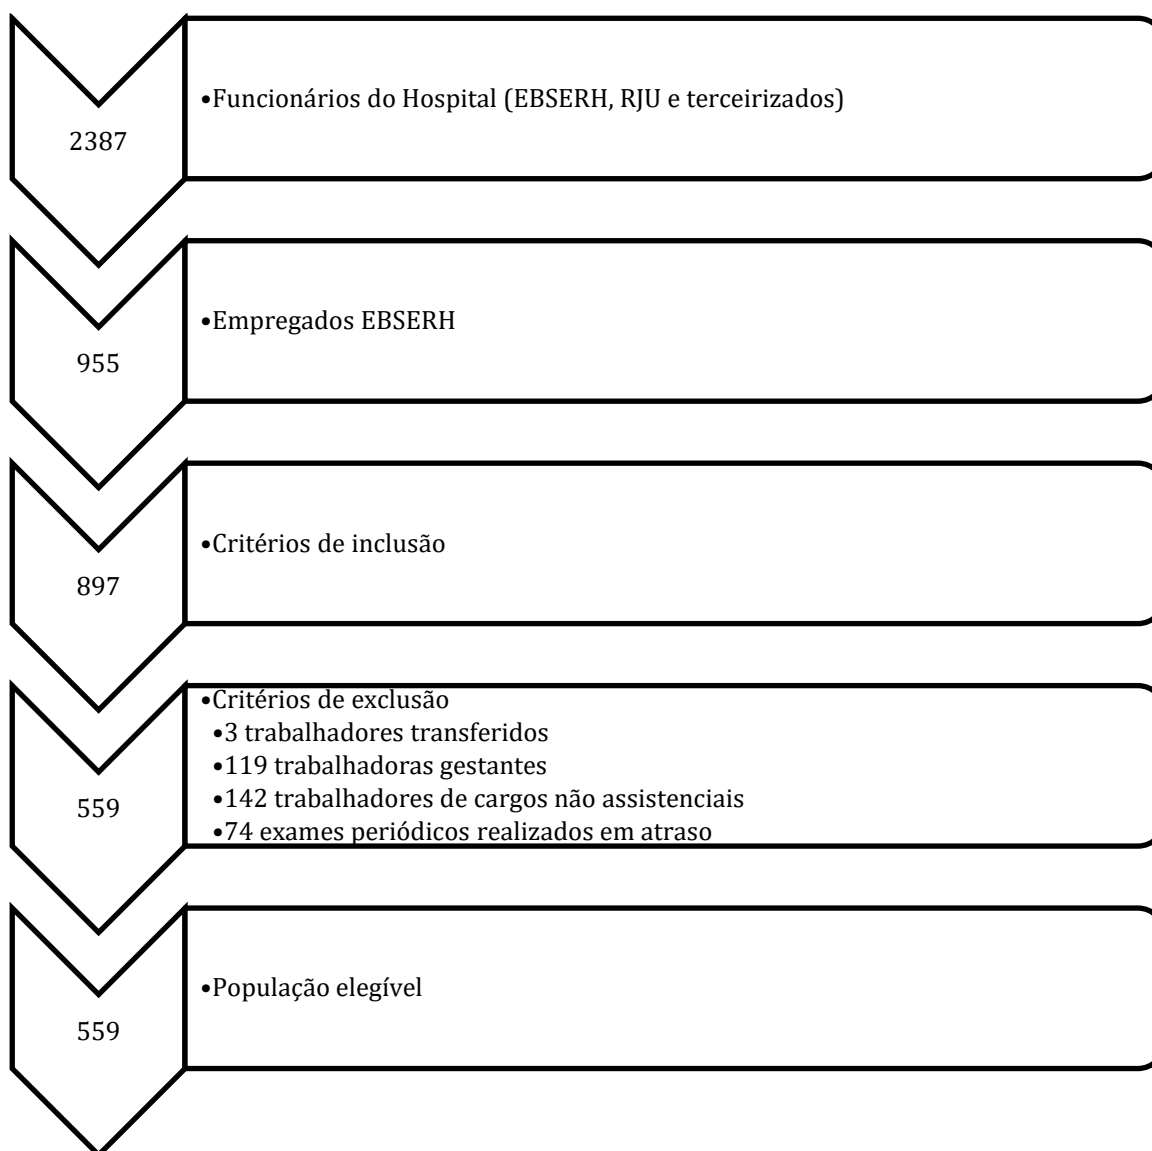 2387
•Funcionários do Hospital (EBSERH, RJU e terceirizados)
955
•Empregados EBSERH
897
•Critérios de inclusão
559
•Critérios de exclusão
•3 trabalhadores transferidos
•119 trabalhadoras gestantes
•142 trabalhadores de cargos não assistenciais
•74 exames periódicos realizados em atraso
559
•População elegível